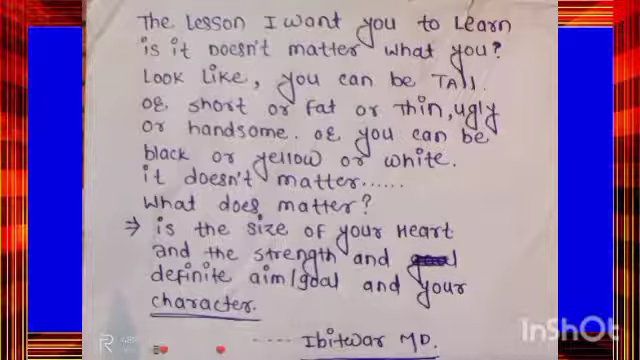 The Lesson I want you to Learn
is it Doesn't matter what you?
Look Like, you can be TAll.
or short or Fat or Thin, ugly
or handsome. or you can be
black or yellow or white.
it doesn't matter......
What does matter?
⇒ is the size of your Heart
and the strength and
definite aim/goal and your
character.
..... Ibitwar MD.
InShOt